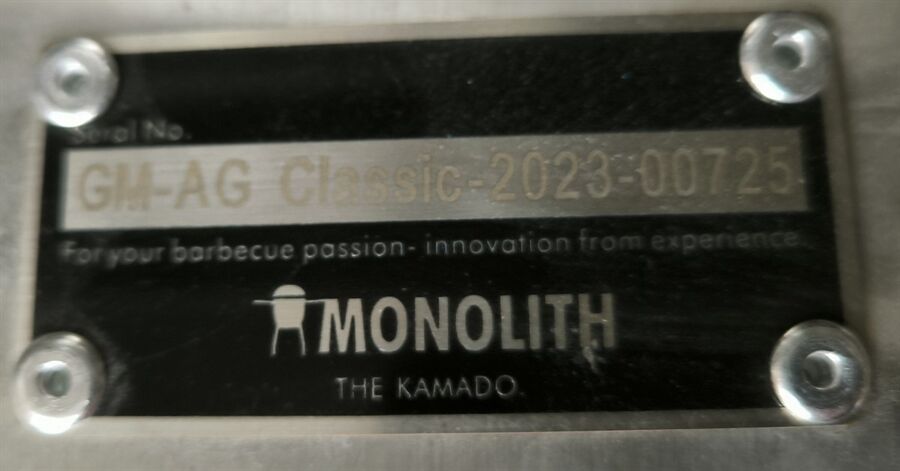 Serial No.
GM-AG Classic-2023-00725
For your barbecue passion- innovation from experience.
MONOLITH
THE KAMADO.